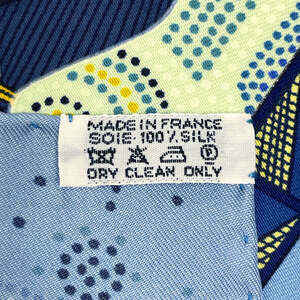 MADE IN FRANCE
SOIE 100% SILK
P
DRY CLEAN ONLY